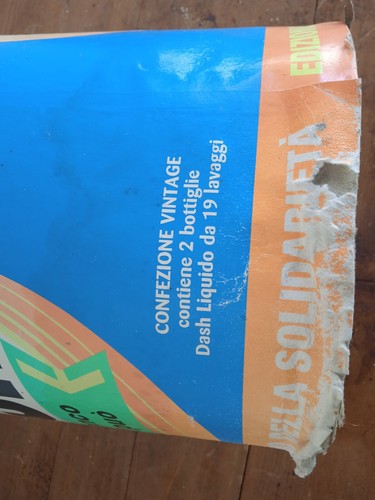 CONFEZIONE VINTAGE
contiene 2 bottiglie
Dash Liquido da 19 lavaggi
SOLIDARIETÀ